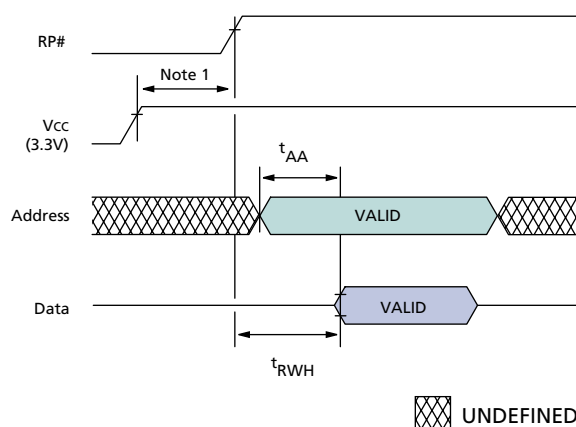 RP#
Note 1
VCC
(3.3V)
tAA
Address
VALID
Data
VALID
tRWH
UNDEFINED